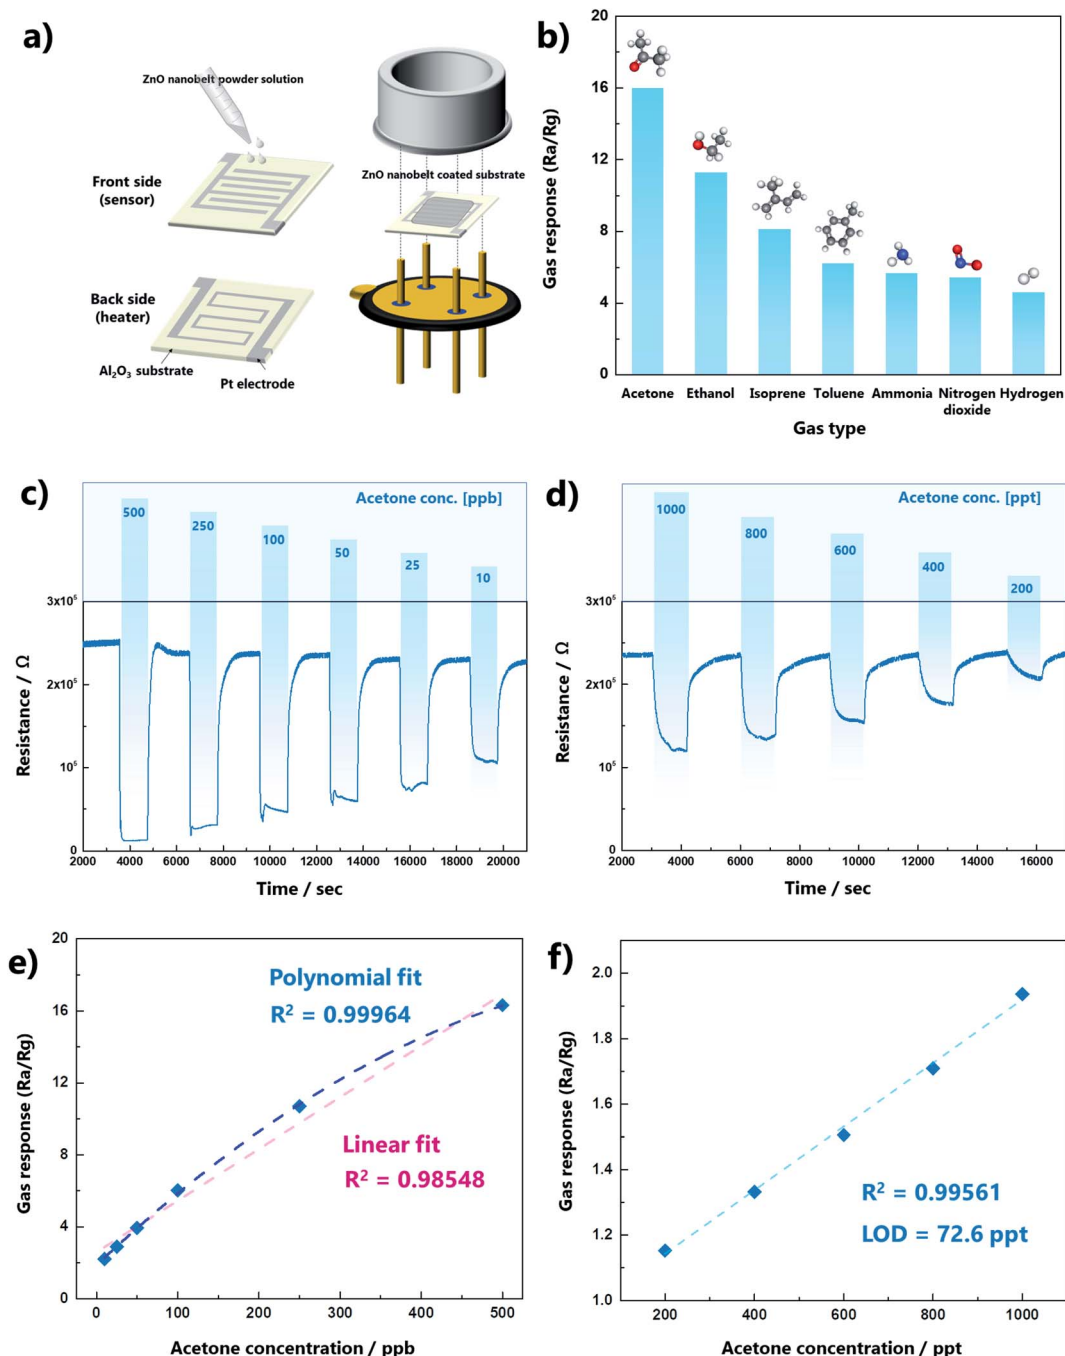 a)
ZnO nanobelt powder solution
Front side
(sensor)
ZnO nanobelt coated substrate
Back side
(heater)
Al₂O₃ substrate
Pt electrode
b)
Gas response (Ra/Rg)
20
16
12
8
4
0
Acetone Ethanol Isoprene Toluene Ammonia Nitrogen dioxide Hydrogen
Gas type
c)
Acetone conc. [ppb]
500
250
100
50
25
10
Resistance / Ω
3x10⁵
2x10⁵
10⁵
0
2000 4000 6000 8000 10000 12000 14000 16000 18000 20000
Time / sec
d)
Acetone conc. [ppt]
1000
800
600
400
200
Resistance / Ω
3x10⁵
2x10⁵
10⁵
0
2000 4000 6000 8000 10000 12000 14000 16000
Time / sec
e)
Gas response (Ra/Rg)
20
16
12
8
4
0
Polynomial fit
R² = 0.99964
Linear fit
R² = 0.98548
0 100 200 300 400 500
Acetone concentration / ppb
f)
Gas response (Ra/Rg)
2.0
1.8
1.6
1.4
1.2
1.0
R² = 0.99561
LOD = 72.6 ppt
200 400 600 800 1000
Acetone concentration / ppt